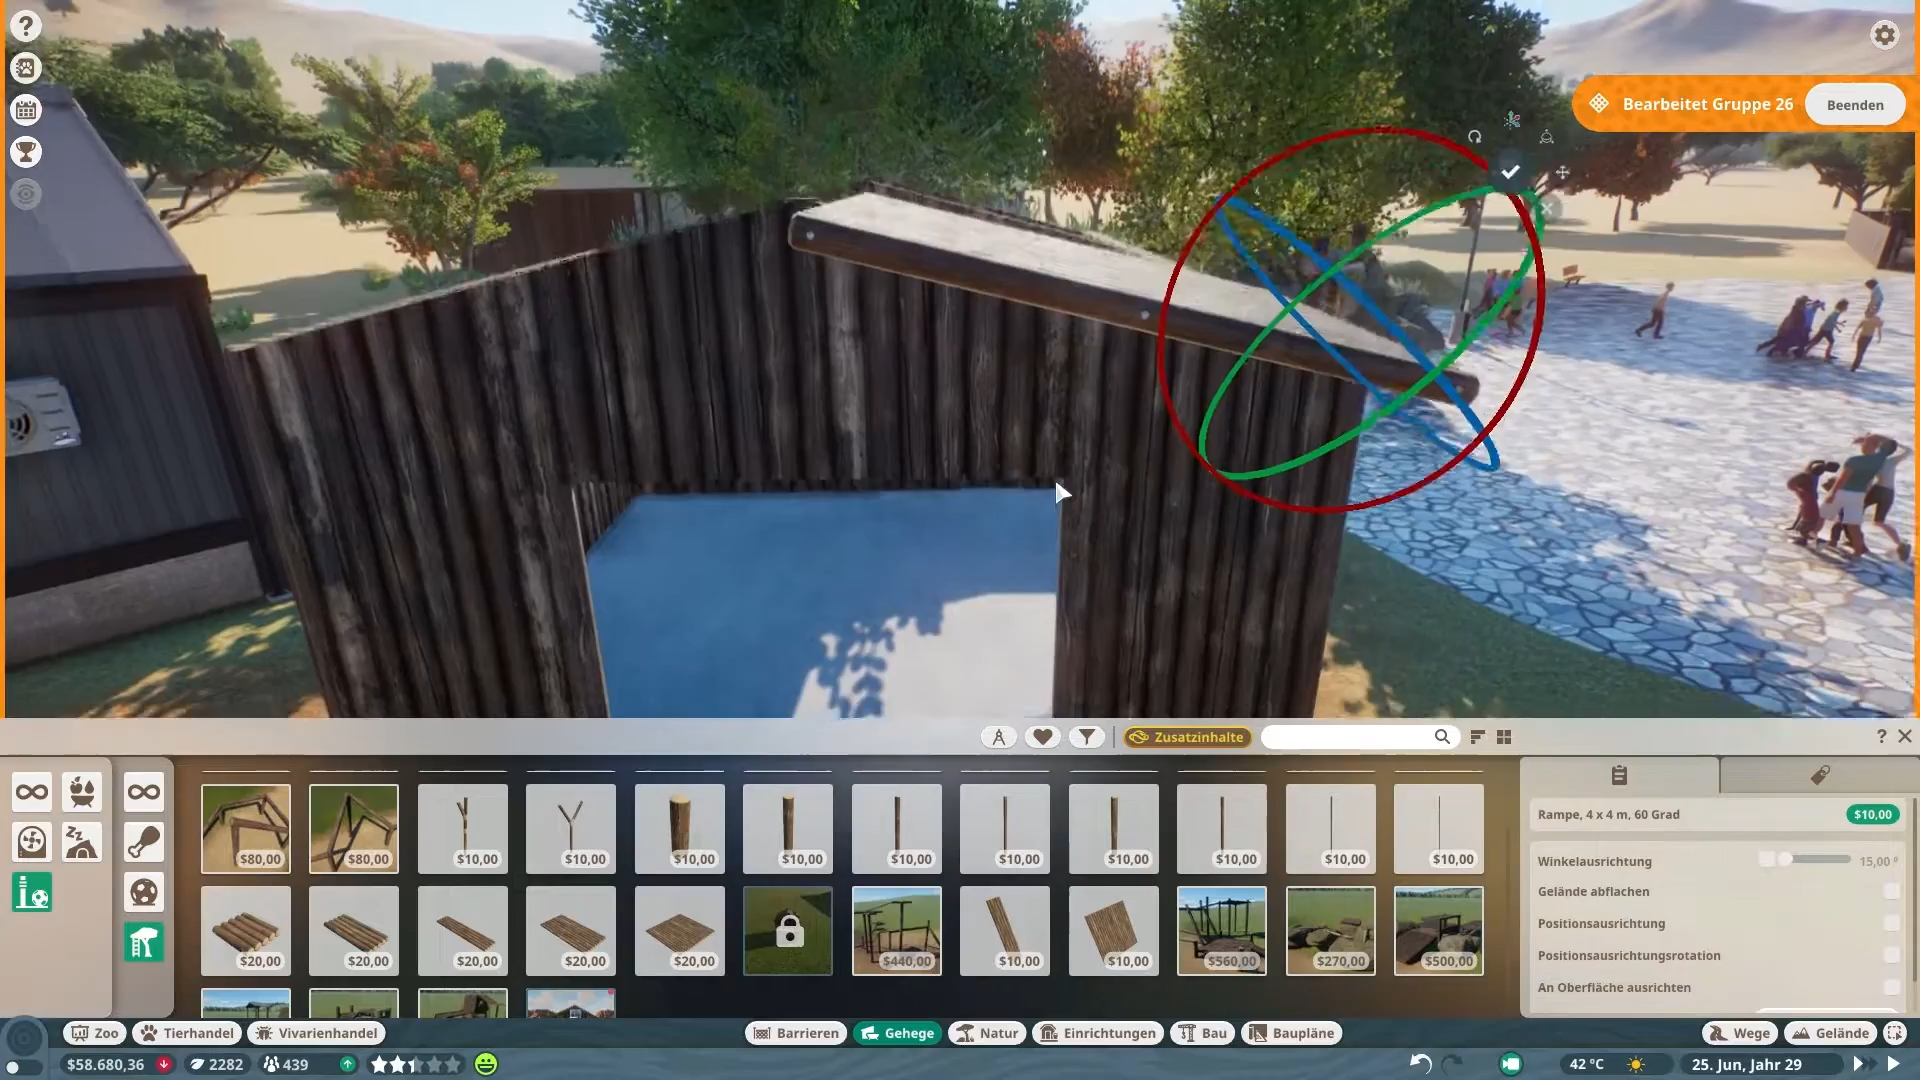 ?
Bearbeitet Gruppe 26
Beenden
Zusatzinhalte
?
$80,00
$80,00
$10,00
$10,00
$10,00
$10,00
$10,00
$10,00
$10,00
$10,00
$10,00
$10,00
$20,00
$20,00
$20,00
$20,00
$20,00
$440,00
$10,00
$10,00
$560,00
$270,00
$500,00
Rampe, 4 x 4 m, 60 Grad
$10,00
Winkelausrichtung
15,00 °
Gelände abflachen
Positionsausrichtung
Positionsausrichtungsrotation
An Oberfläche ausrichten
Zoo
Tierhandel
Vivarienhandel
Barrieren
Gehege
Natur
Einrichtungen
Bau
Baupläne
Wege
Gelände
$58.680,36
2282
439
42 °C
25. Jun, Jahr 29